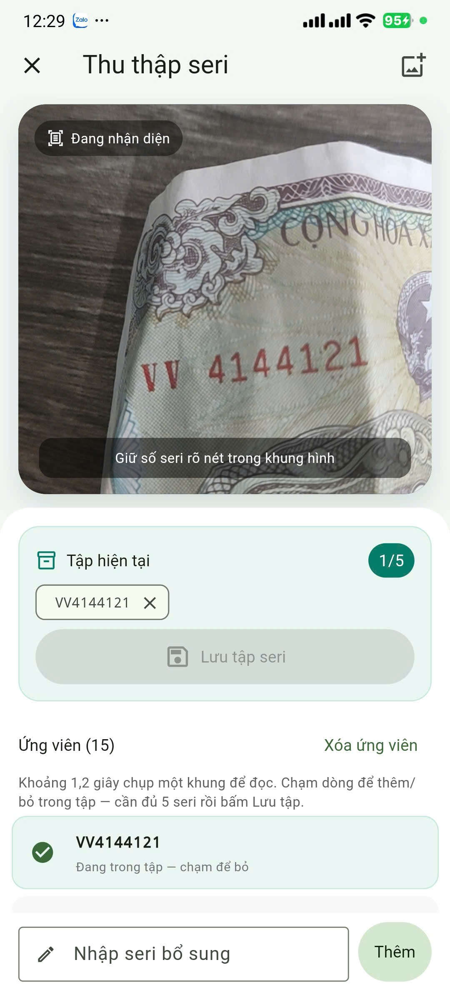 12:29 Zalo ... 95
Thu thập seri
Đang nhận diện
CỘNG HOA X
VV 4144121
Giữ số seri rõ nét trong khung hình
Tập hiện tại 1/5
VV4144121
Lưu tập seri
Ứng viên (15) Xóa ứng viên
Khoảng 1,2 giây chụp một khung để đọc. Chạm dòng để thêm/
bỏ trong tập — cần đủ 5 seri rồi bấm Lưu tập.
VV4144121
Đang trong tập — chạm để bỏ
Nhập seri bổ sung Thêm